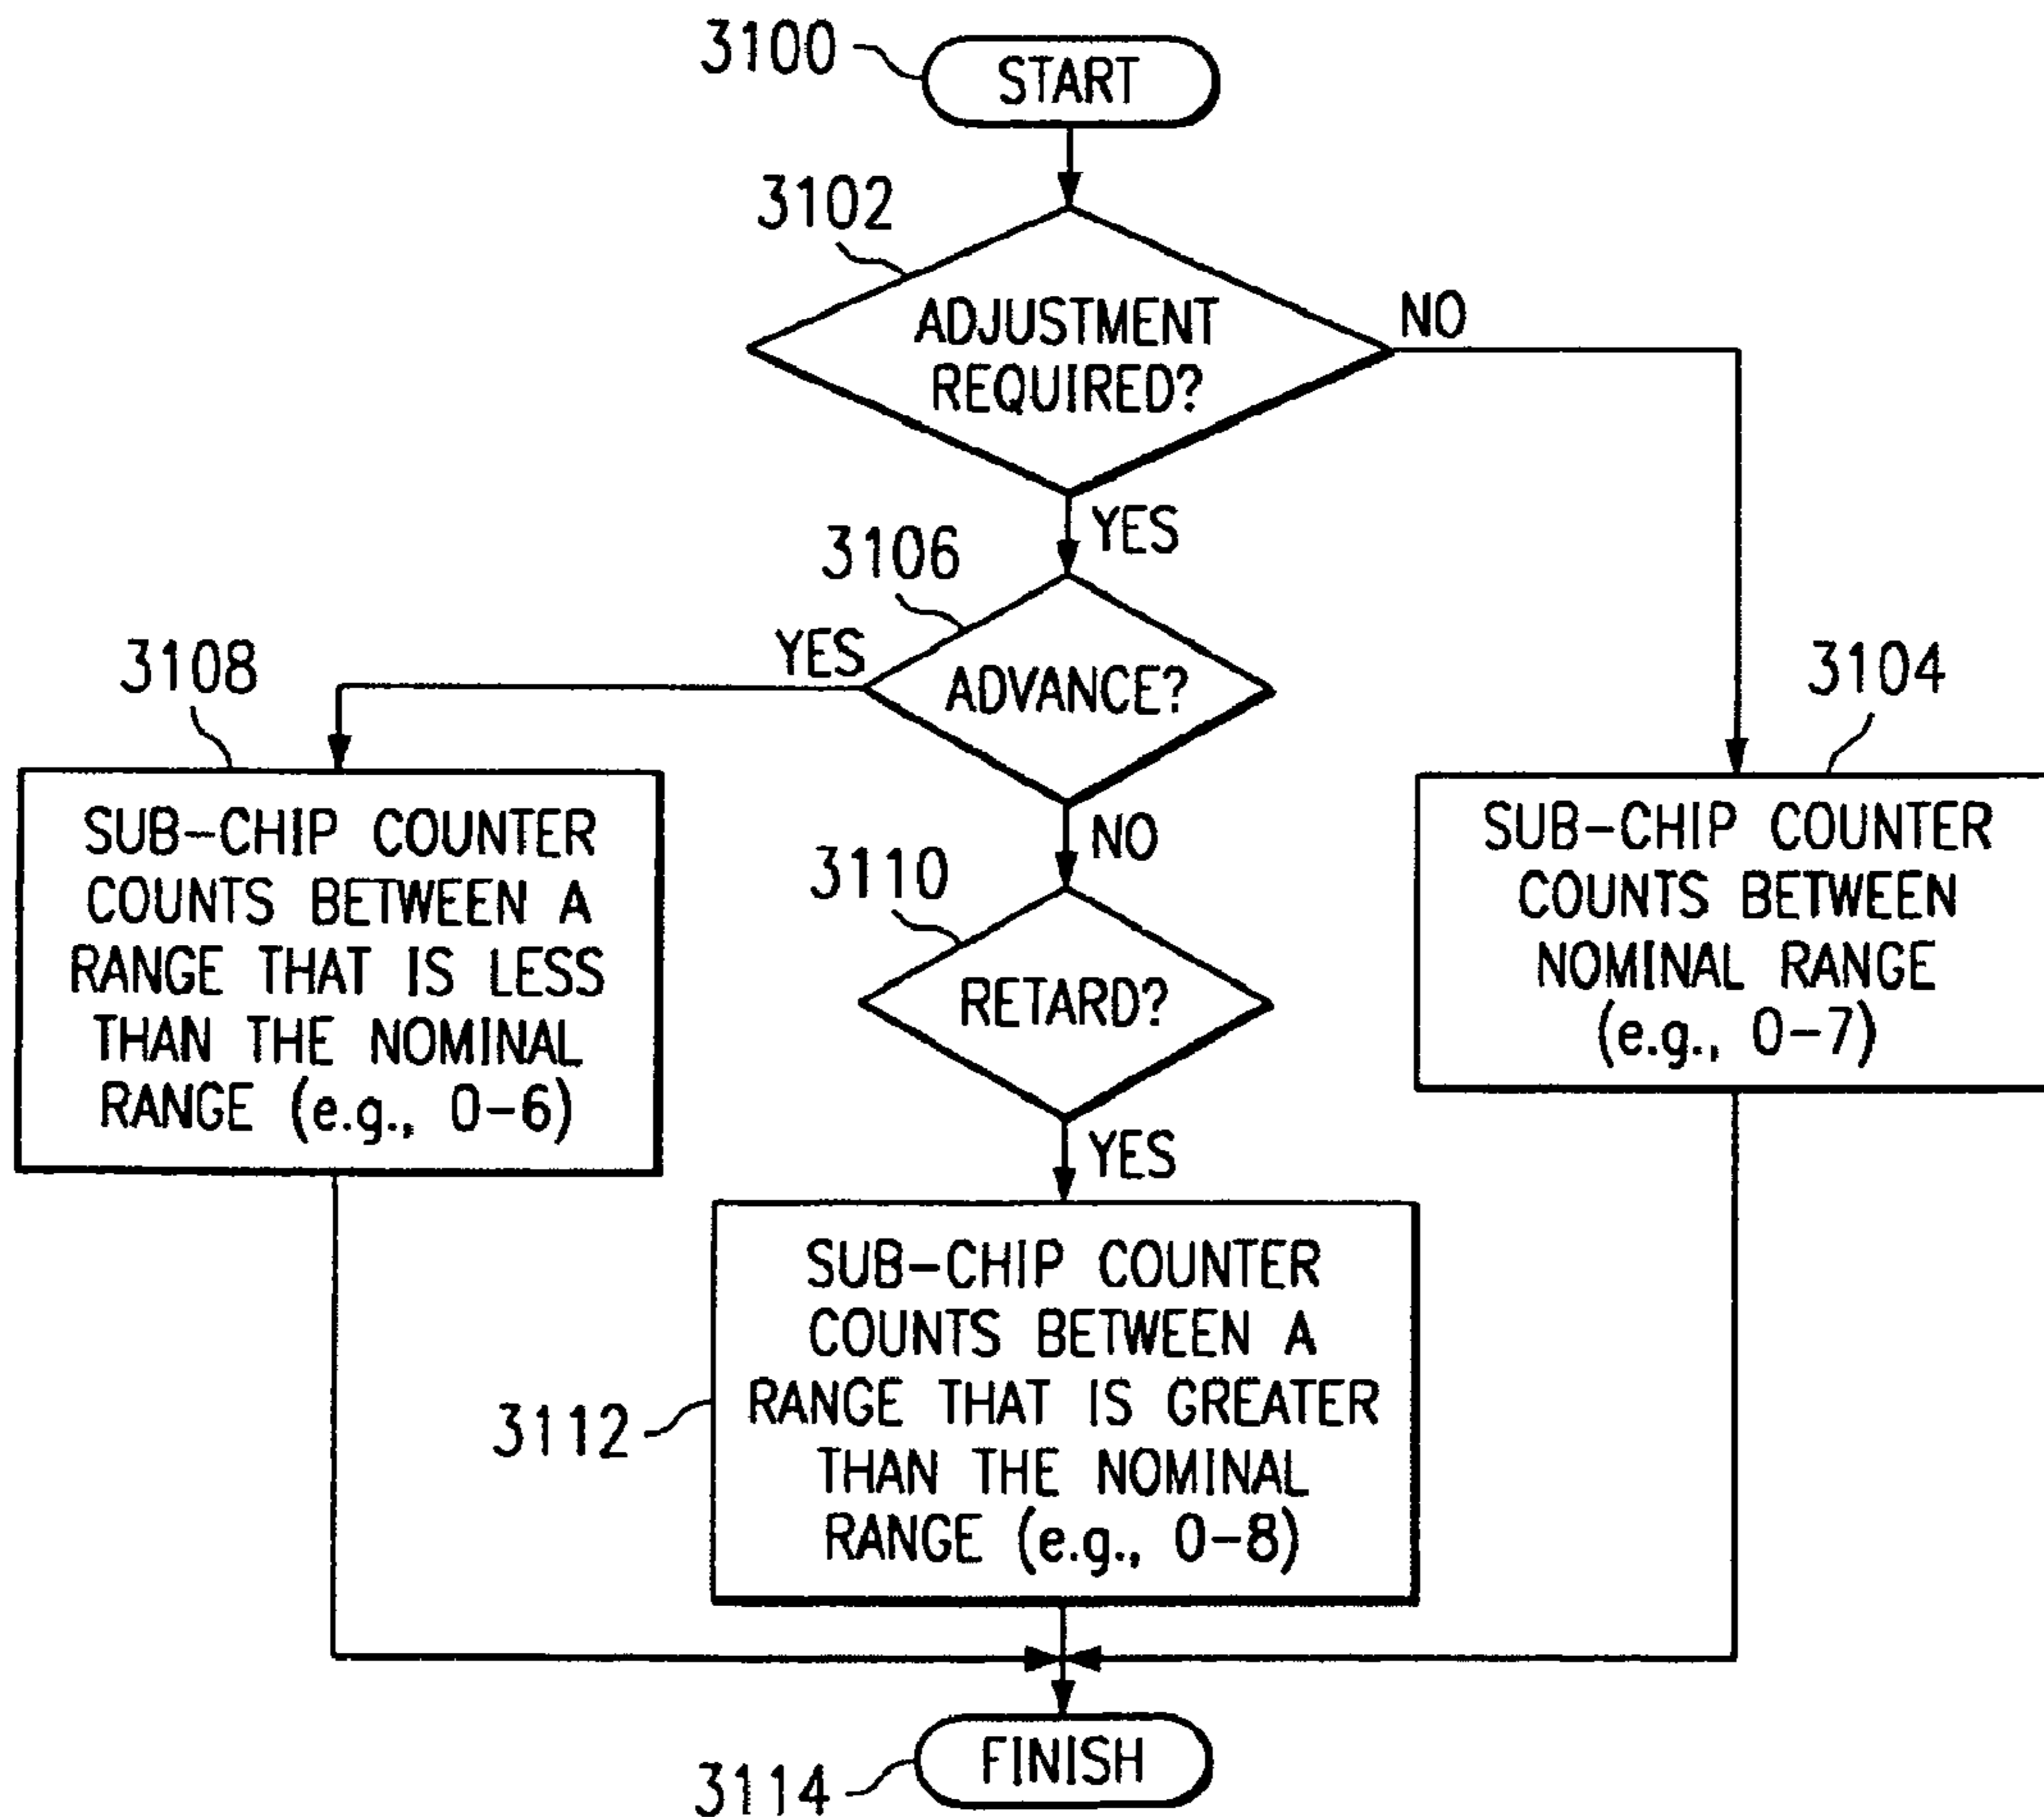 3100
START
3102
ADJUSTMENT
REQUIRED?
NO
YES
3106
YES
ADVANCE?
3108
SUB-CHIP COUNTER
COUNTS BETWEEN A
RANGE THAT IS LESS
THAN THE NOMINAL
RANGE (e.g., 0-6)
3104
SUB-CHIP COUNTER
COUNTS BETWEEN
NOMINAL RANGE
(e.g., 0-7)
NO
3110
RETARD?
YES
3112
SUB-CHIP COUNTER
COUNTS BETWEEN A
RANGE THAT IS GREATER
THAN THE NOMINAL
RANGE (e.g., 0-8)
FINISH
3114